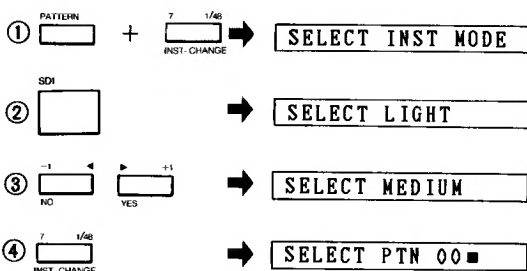 PATTERN
7 1/48
① + INST-CHANGE SELECT INST MODE
SDI
② SELECT LIGHT
-1 ◄ ► +1
③ SELECT MEDIUM
NO YES
7 1/48
④ SELECT PTN 00■
INST CHANGE